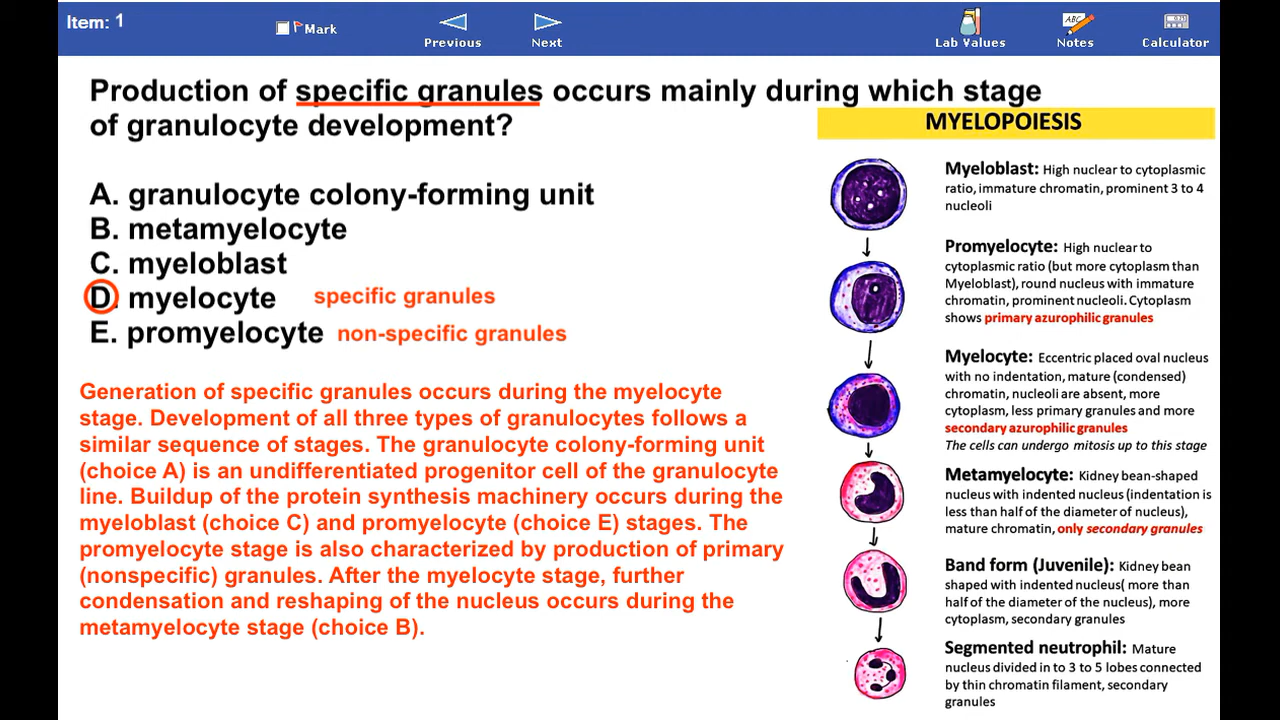 Item: 1
Mark
Previous
Next
Lab Values
ABC
Notes
Calculator
Production of specific granules occurs mainly during which stage
of granulocyte development?
A. granulocyte colony-forming unit
B. metamyelocyte
C. myeloblast
D. myelocyte specific granules
E. promyelocyte non-specific granules
Generation of specific granules occurs during the myelocyte
stage. Development of all three types of granulocytes follows a
similar sequence of stages. The granulocyte colony-forming unit
(choice A) is an undifferentiated progenitor cell of the granulocyte
line. Buildup of the protein synthesis machinery occurs during the
myeloblast (choice C) and promyelocyte (choice E) stages. The
promyelocyte stage is also characterized by production of primary
(nonspecific) granules. After the myelocyte stage, further
condensation and reshaping of the nucleus occurs during the
metamyelocyte stage (choice B).
MYELOPOIESIS
Myeloblast: High nuclear to cytoplasmic
ratio, immature chromatin, prominent 3 to 4
nucleoli
Promyelocyte: High nuclear to
cytoplasmic ratio (but more cytoplasm than
Myeloblast), round nucleus with immature
chromatin, prominent nucleoli. Cytoplasm
shows primary azurophilic granules
Myelocyte: Eccentric placed oval nucleus
with no indentation, mature (condensed)
chromatin, nucleoli are absent, more
cytoplasm, less primary granules and more
secondary azurophilic granules
The cells can undergo mitosis up to this stage
Metamyelocyte: Kidney bean-shaped
nucleus with indented nucleus (indentation is
less than half of the diameter of nucleus),
mature chromatin, only secondary granules
Band form (Juvenile): Kidney bean
shaped with indented nucleus( more than
half of the diameter of the nucleus), more
cytoplasm, secondary granules
Segmented neutrophil: Mature
nucleus divided in to 3 to 5 lobes connected
by thin chromatin filament, secondary
granules